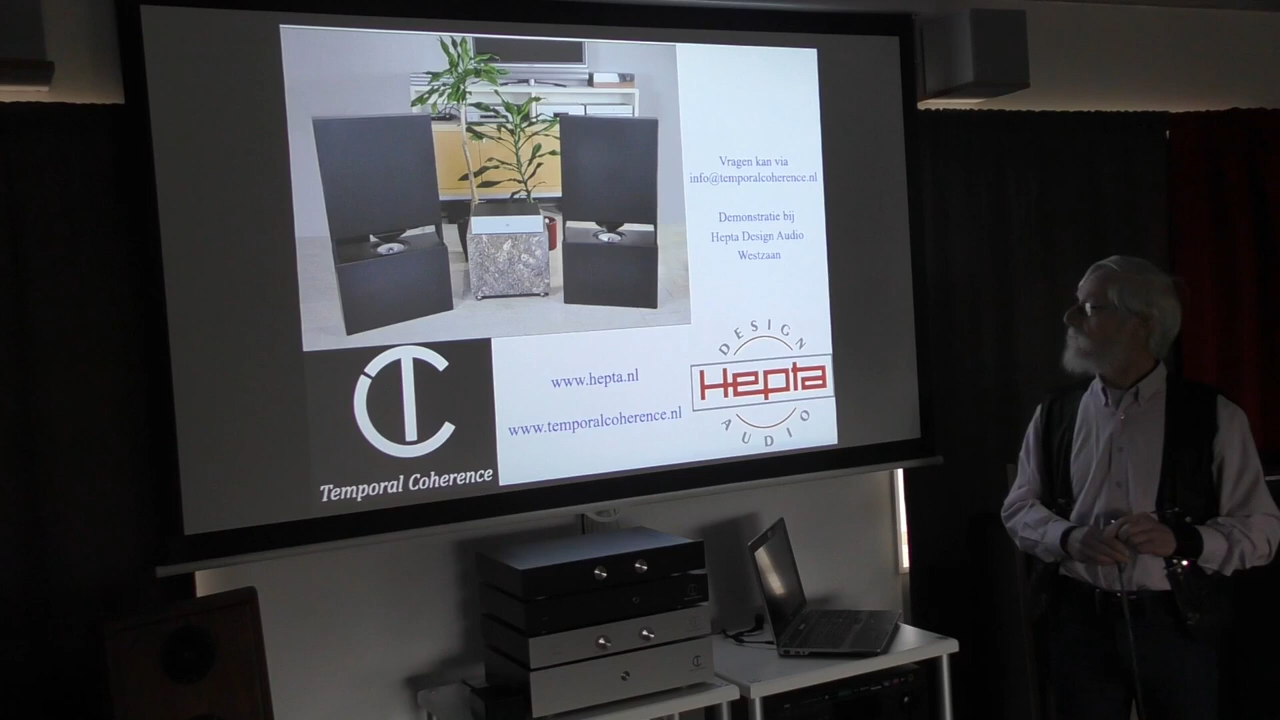 Vragen kan via
info@temporalcoherence.nl
Demonstratie bij
Hepta Design Audio
Westzaan
DESIGN
Hepta
AUDIO
www.hepta.nl
www.temporalcoherence.nl
TC
Temporal Coherence